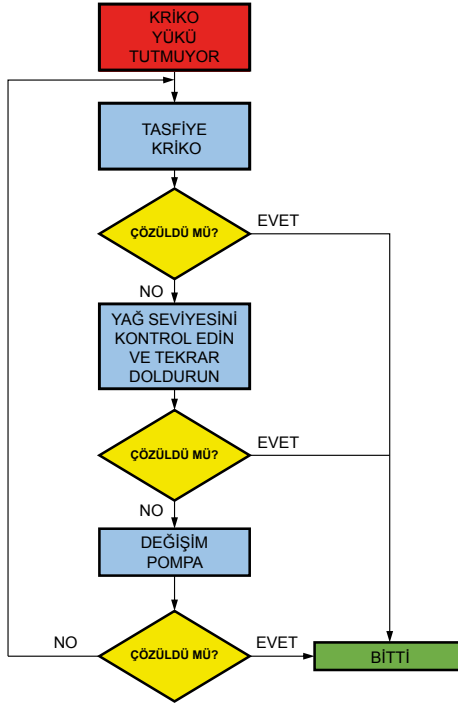 KRİKO
YÜKÜ
TUTMUYOR
TASFİYE
KRİKO
ÇÖZÜLDÜ MÜ?
EVET
NO
YAĞ SEVİYESİNİ
KONTROL EDİN
VE TEKRAR
DOLDURUN
ÇÖZÜLDÜ MÜ?
EVET
NO
DEĞİŞİM
POMPA
NO
ÇÖZÜLDÜ MÜ?
EVET
BİTTİ